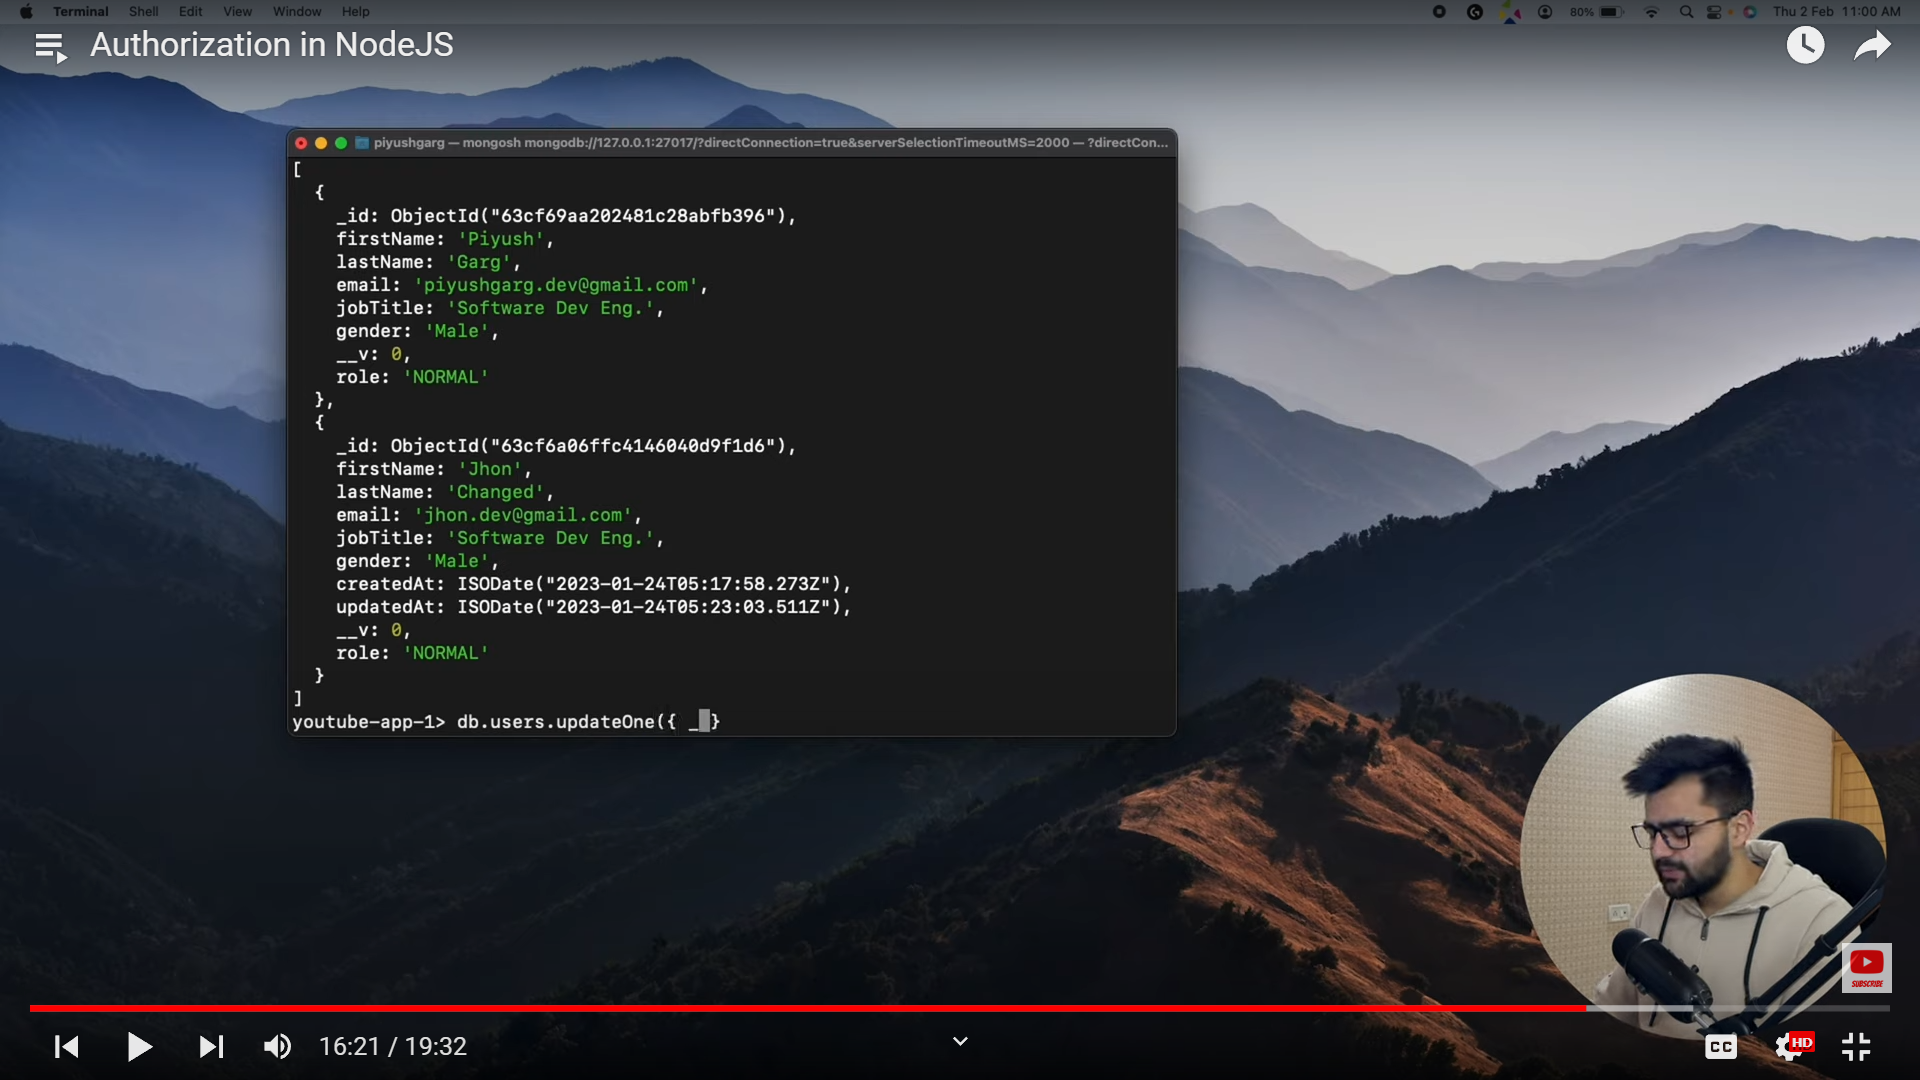 Terminal Shell Edit View Window Help 80% Thu 2 Feb 11:00 AM
Authorization in NodeJS
piyushgarg — mongosh mongodb://127.0.0.1:27017/?directConnection=true&serverSelectionTimeoutMS=2000 — ?directCon...
[
{
_id: ObjectId("63cf69aa202481c28abfb396"),
firstName: 'Piyush',
lastName: 'Garg',
email: 'piyushgarg.dev@gmail.com',
jobTitle: 'Software Dev Eng.',
gender: 'Male',
__v: 0,
role: 'NORMAL'
},
{
_id: ObjectId("63cf6a06ffc4146040d9f1d6"),
firstName: 'Jhon',
lastName: 'Changed',
email: 'jhon.dev@gmail.com',
jobTitle: 'Software Dev Eng.',
gender: 'Male',
createdAt: ISODate("2023-01-24T05:17:58.273Z"),
updatedAt: ISODate("2023-01-24T05:23:03.511Z"),
__v: 0,
role: 'NORMAL'
}
]
youtube-app-1> db.users.updateOne({ _ }
SUBSCRIBE
16:21 / 19:32
CC HD